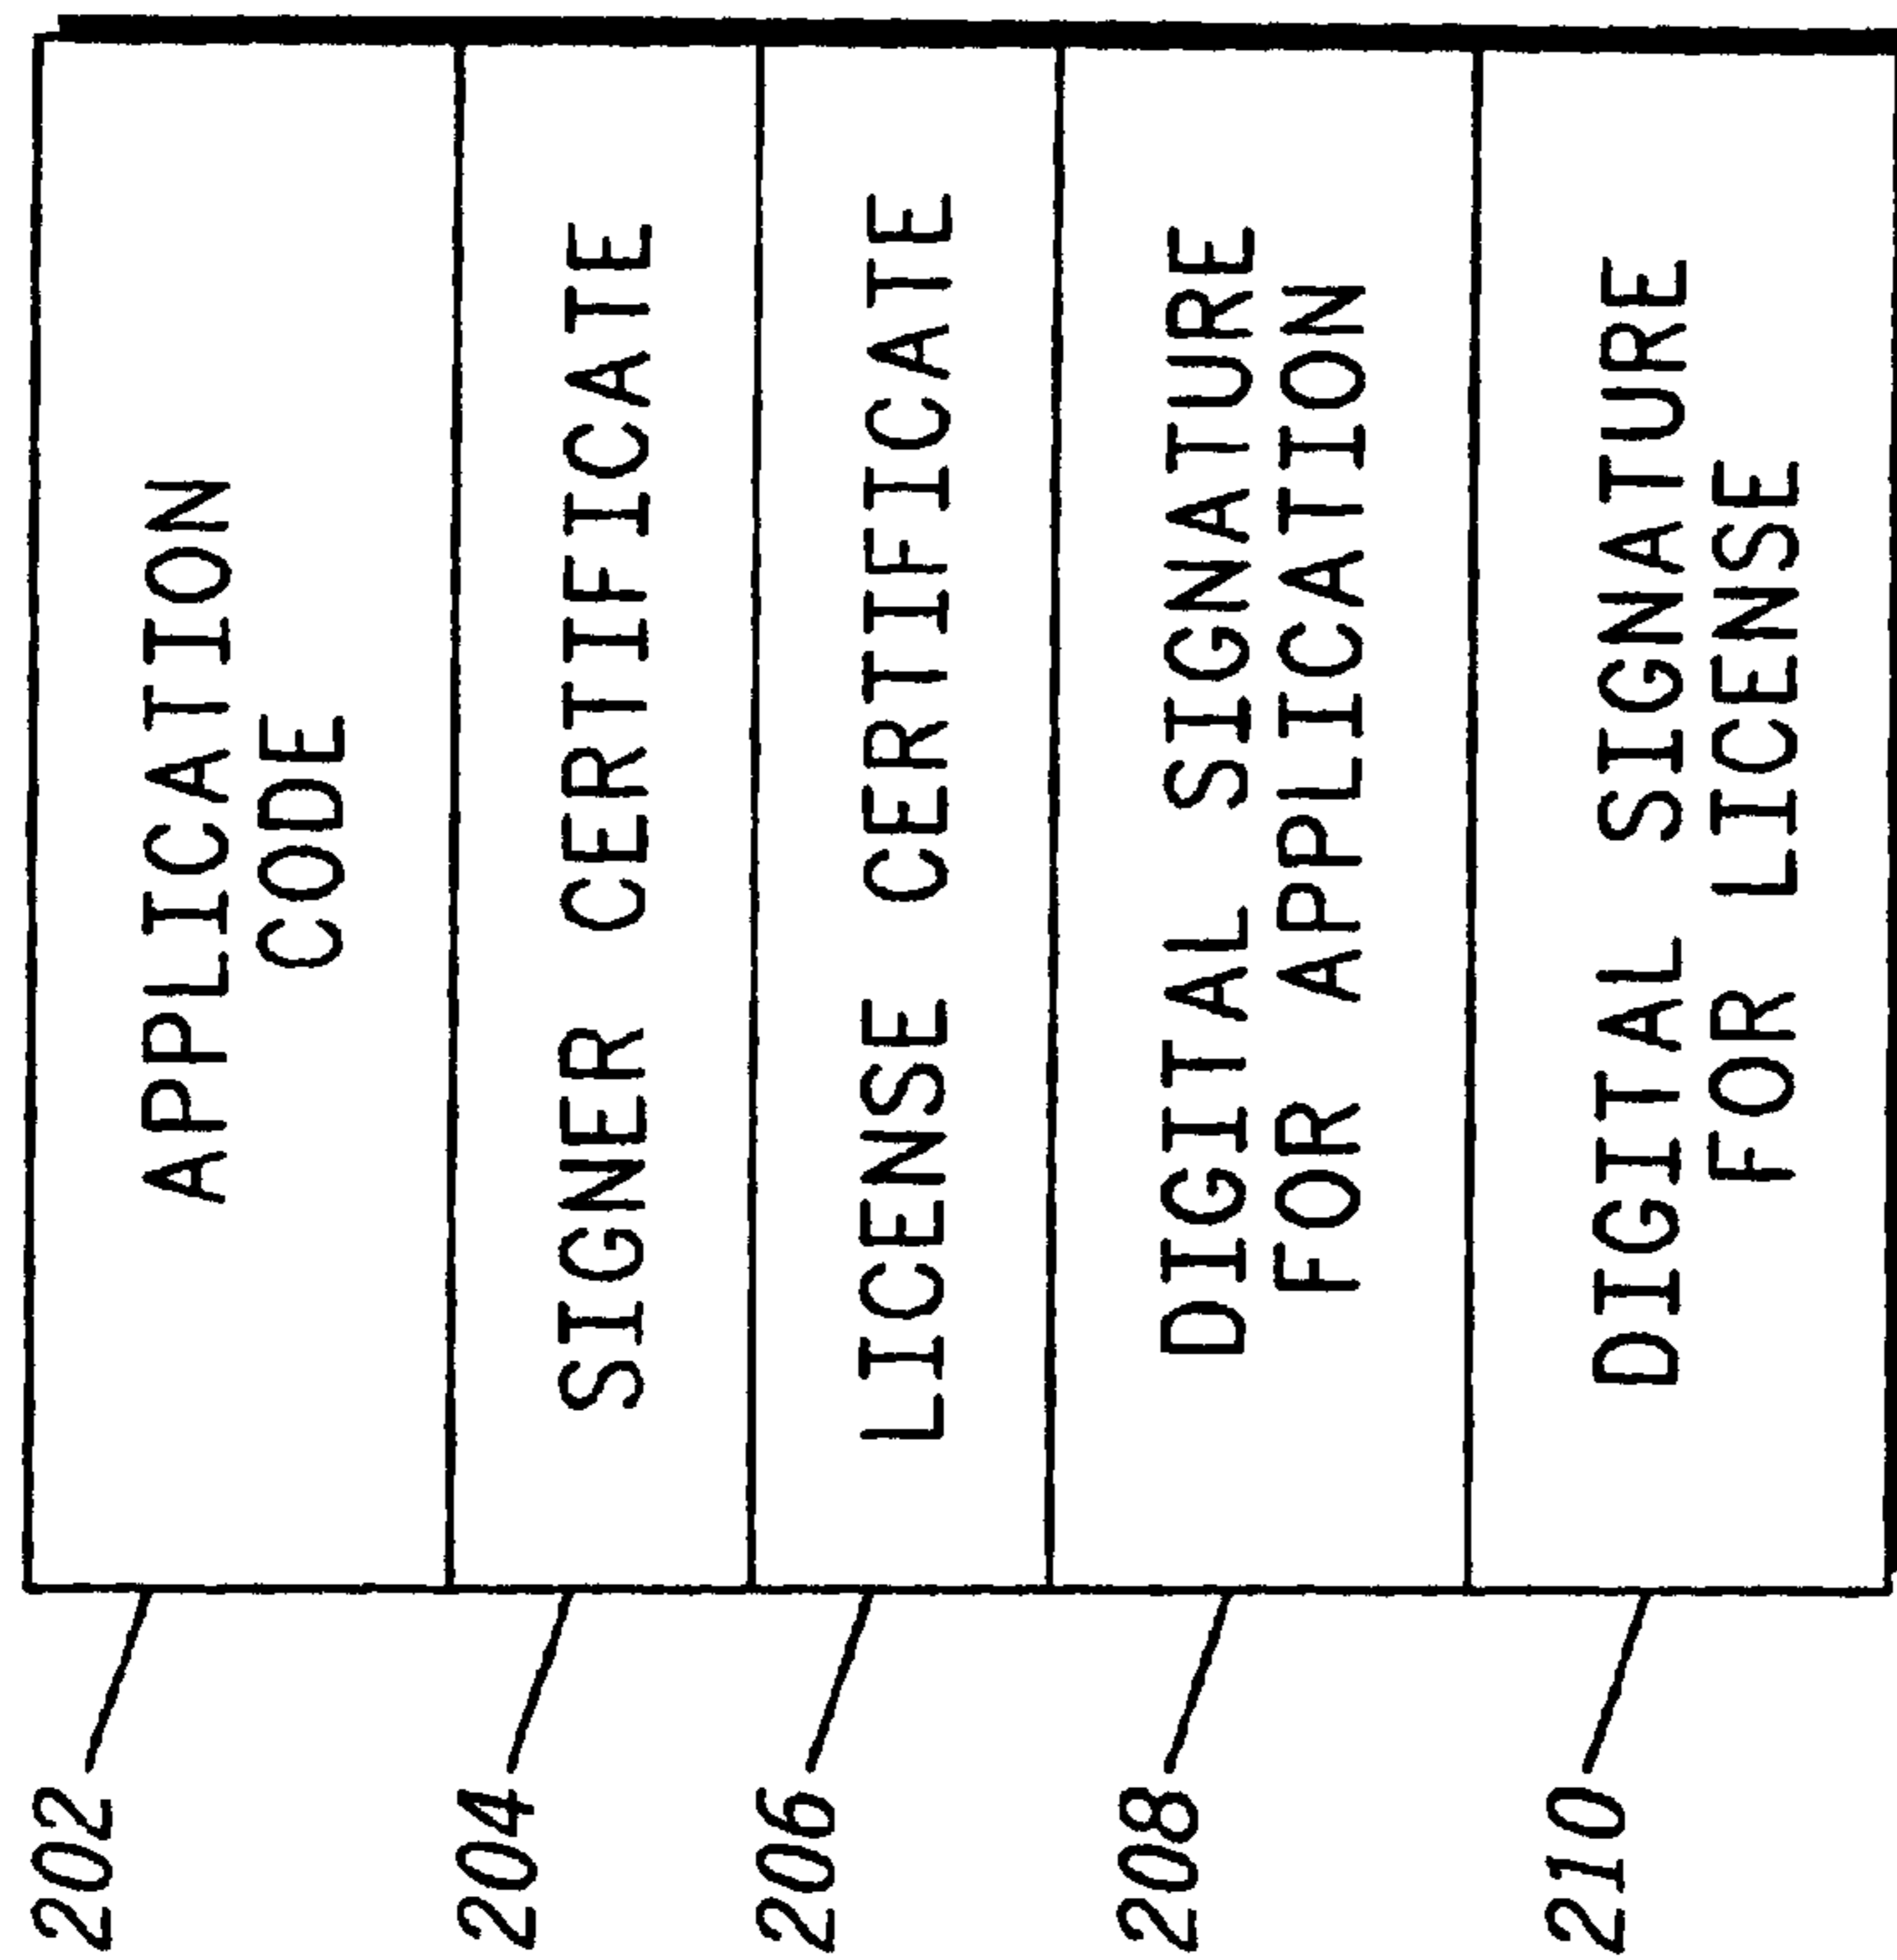 202
APPLICATION
CODE
204
SIGNER CERTIFICATE
206
LICENSE CERTIFICATE
208
DIGITAL SIGNATURE
FOR APPLICATION
210
DIGITAL SIGNATURE
FOR LICENSE